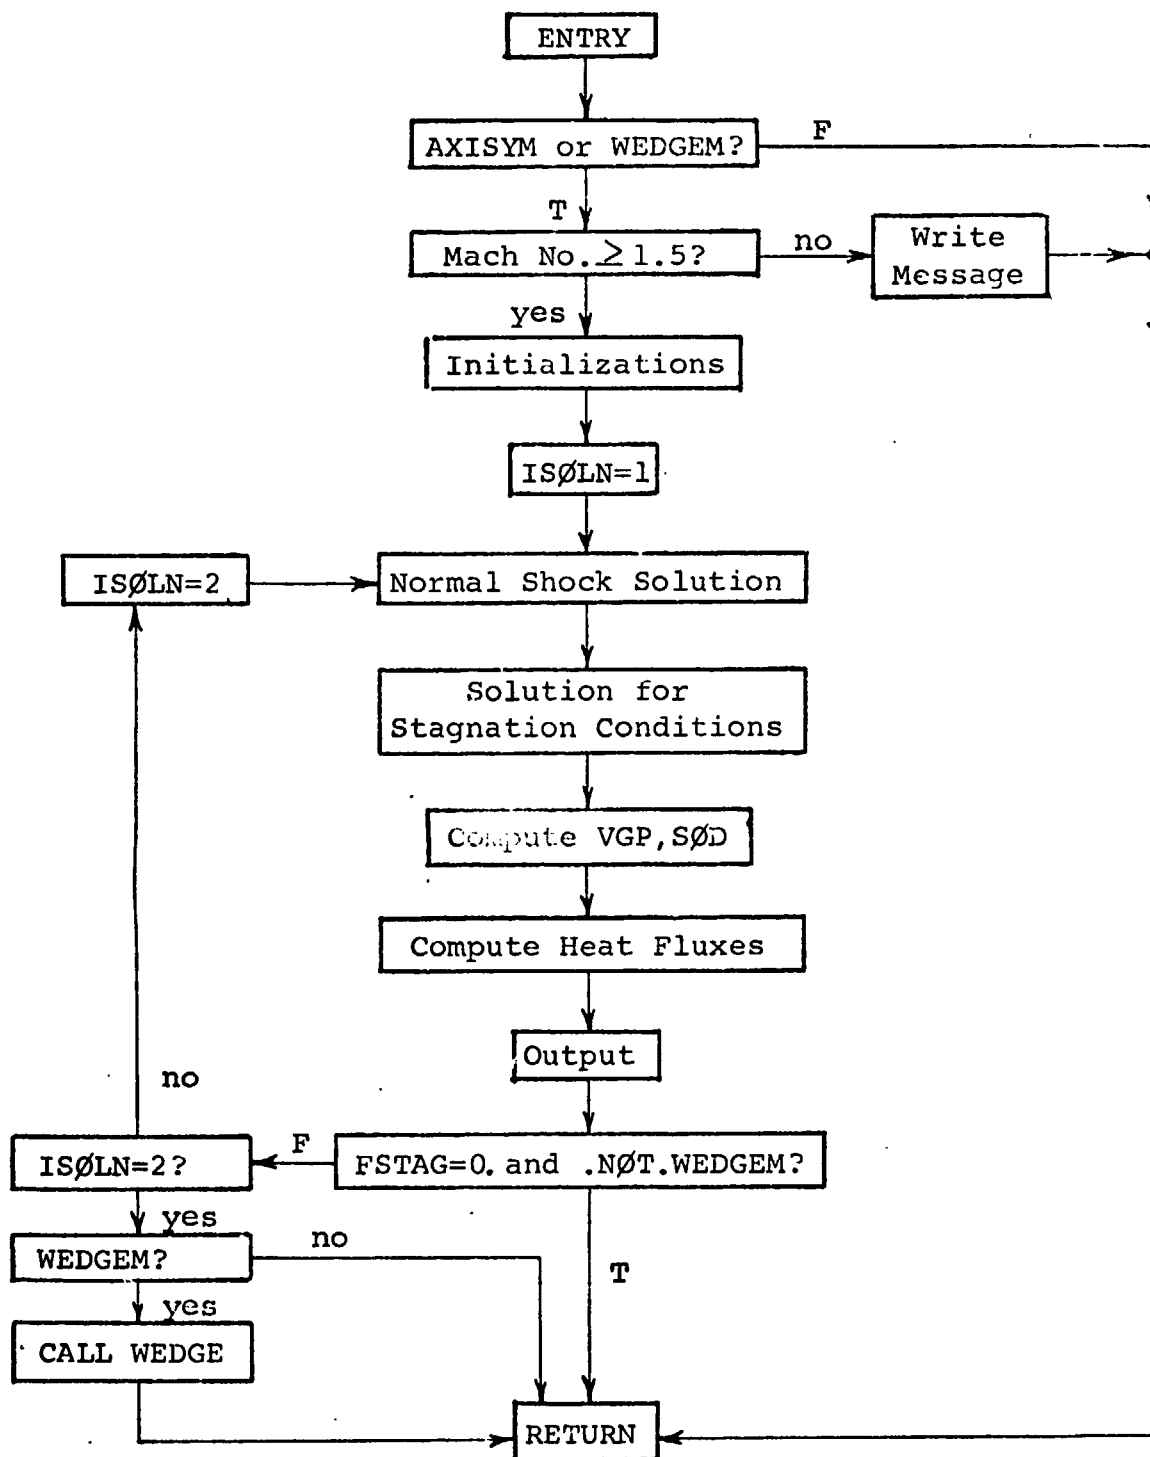 ENTRY
AXISYM or WEDGEM?
F
T
Mach No. ≥ 1.5?
no
Write
Message
yes
Initializations
ISØLN=1
ISØLN=2
Normal Shock Solution
Solution for
Stagnation Conditions
Compute VGP,SØD
Compute Heat Fluxes
Output
no
ISØLN=2?
F
FSTAG=0. and .NØT.WEDGEM?
yes
WEDGEM?
no
T
yes
CALL WEDGE
RETURN